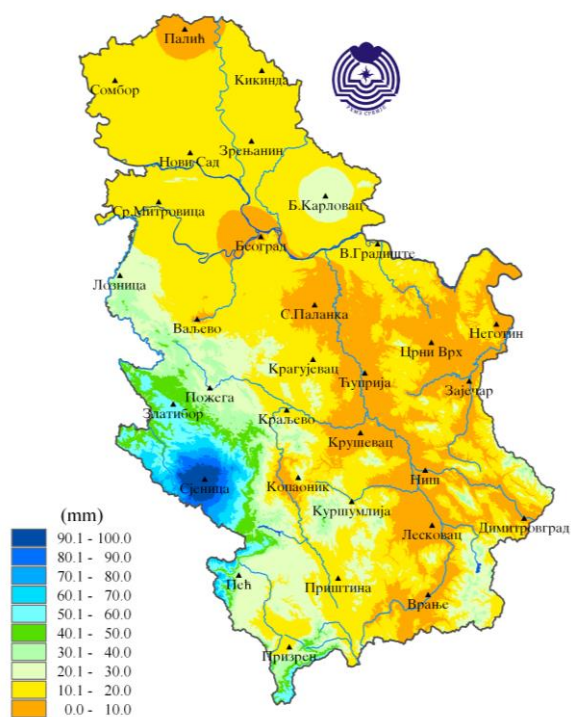 Палић
Кикинда
Сомбор
Зрењанин
Нови Сад
Б.Карловац
Ср.Митровица
Београд
В.Градиште
Лозница
С.Паланка
Ваљево
Неготин
Црни Врх
Крагујевац
Ћуприја
Зајечар
Пожега
Златибор
Краљево
Крушевац
Сјеница
Копаоник
Ниш
Куршумлија
Димитровград
Лесковац
Пећ
Приштина
Врање
Призрен
(mm)
90.1 - 100.0
80.1 - 90.0
70.1 - 80.0
60.1 - 70.0
50.1 - 60.0
40.1 - 50.0
30.1 - 40.0
20.1 - 30.0
10.1 - 20.0
0.0 - 10.0